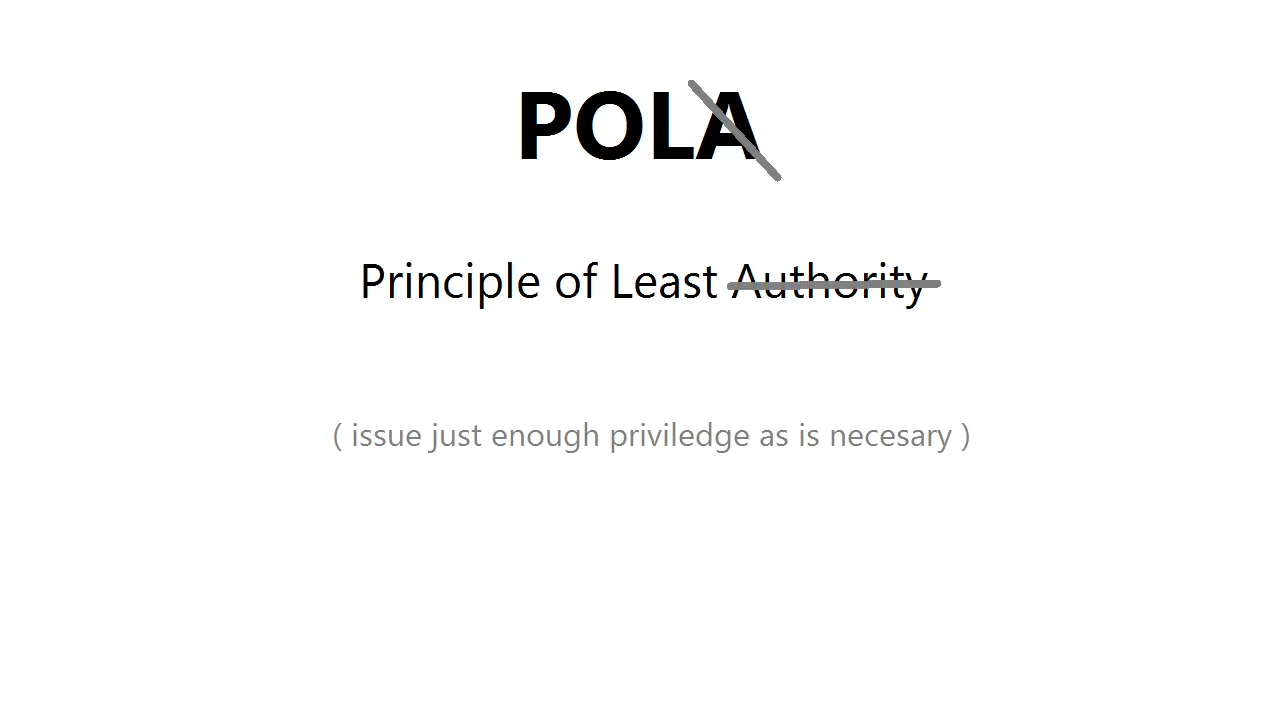 POLA
Principle of Least Authority
( issue just enough priviledge as is necesary )